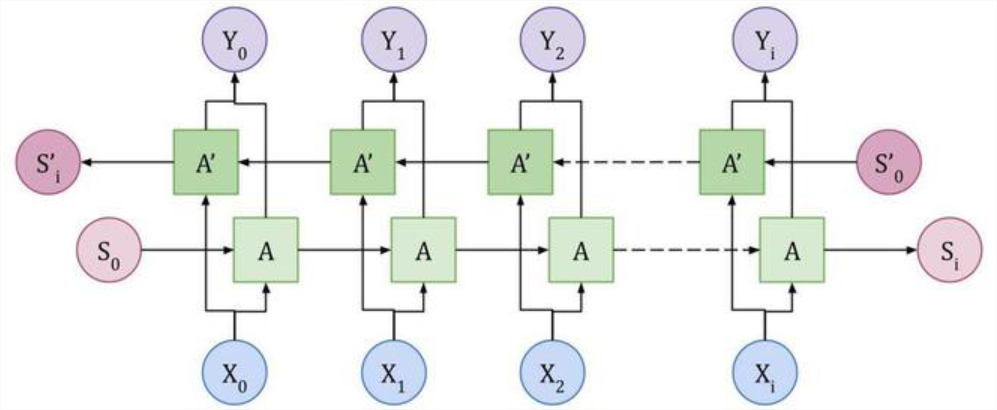 Y₀ Y₁ Y₂ Yᵢ
S'ᵢ A' A' A' A' S'₀
S₀ A A A A Sᵢ
X₀ X₁ X₂ Xᵢ